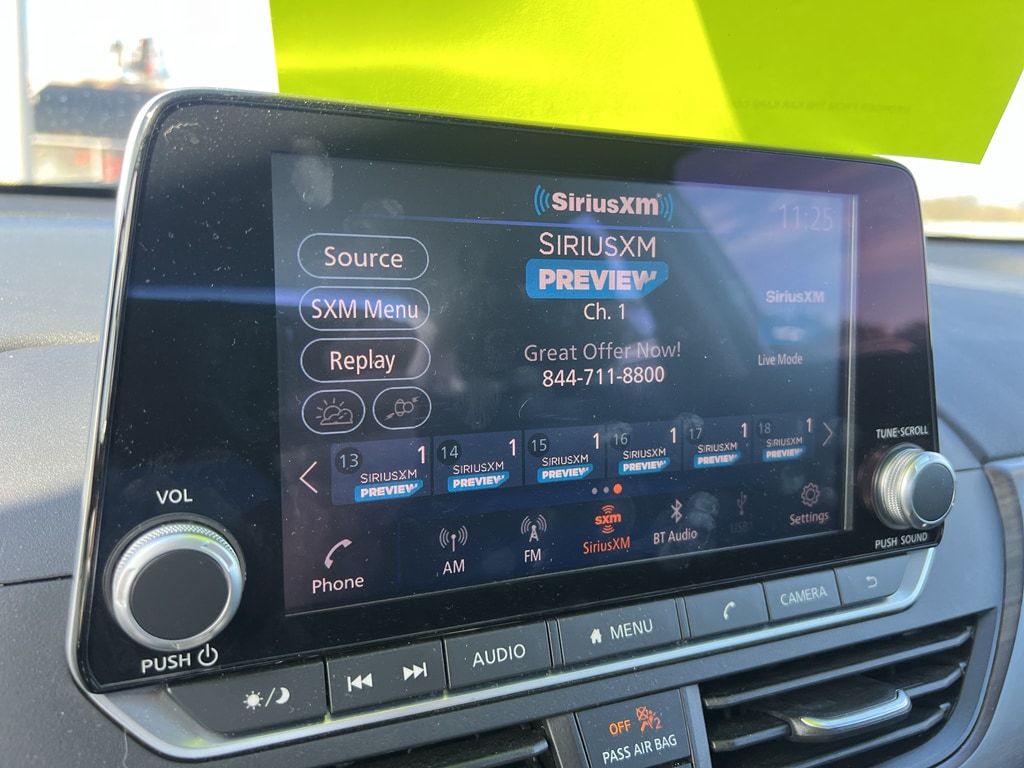 SiriusXM
11:25
Source
SIRIUSXM
PREVIEW
SXM Menu
Ch. 1
SiriusXM
Replay
Great Offer Now!
844-711-8800
Live Mode
13 1 SIRIUSXM PREVIEW
14 1 SIRIUSXM PREVIEW
15 1 SIRIUSXM PREVIEW
16 1 SIRIUSXM PREVIEW
17 1 SIRIUSXM PREVIEW
18 1 SIRIUSXM PREVIEW
Phone
AM
FM
sxm
SiriusXM
BT Audio
USB1
Settings
VOL
PUSH
TUNE·SCROLL
PUSH SOUND
AUDIO
MENU
CAMERA
OFF 2
PASS AIR BAG